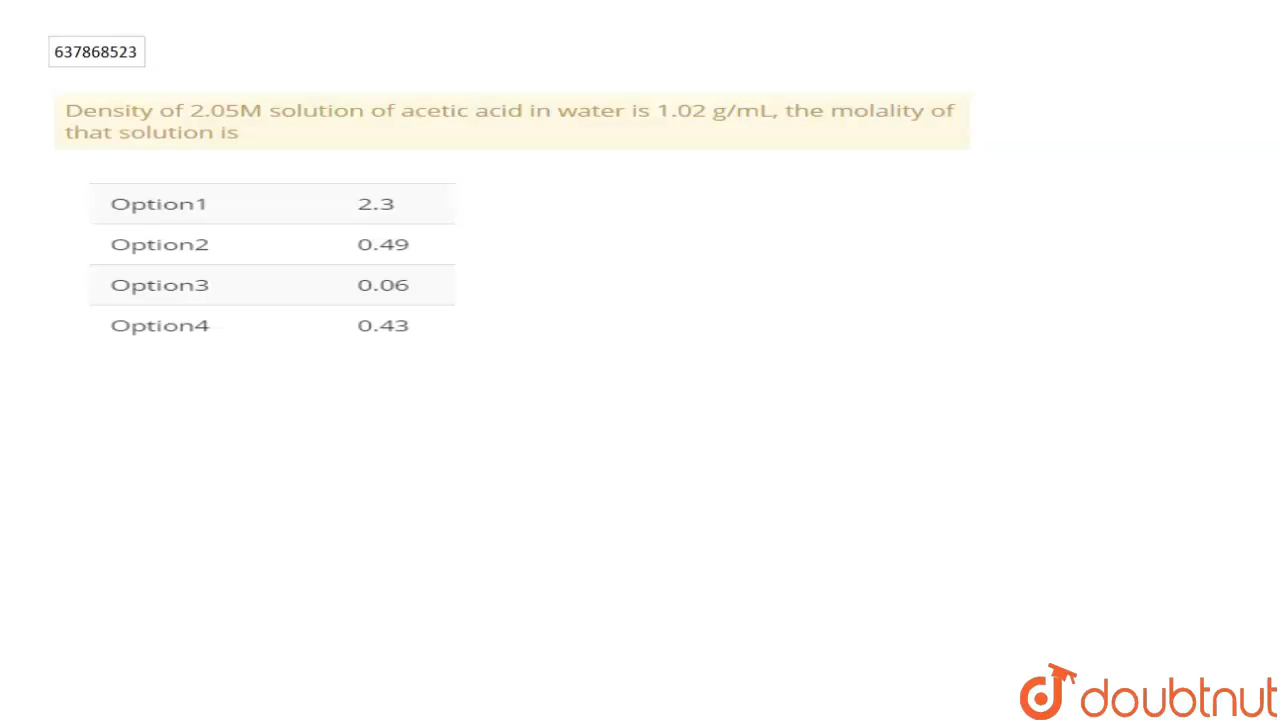 637868523
Density of 2.05M solution of acetic acid in water is 1.02 g/mL, the molality of
that solution is
Option1 2.3
Option2 0.49
Option3 0.06
Option4 0.43
doubtnut